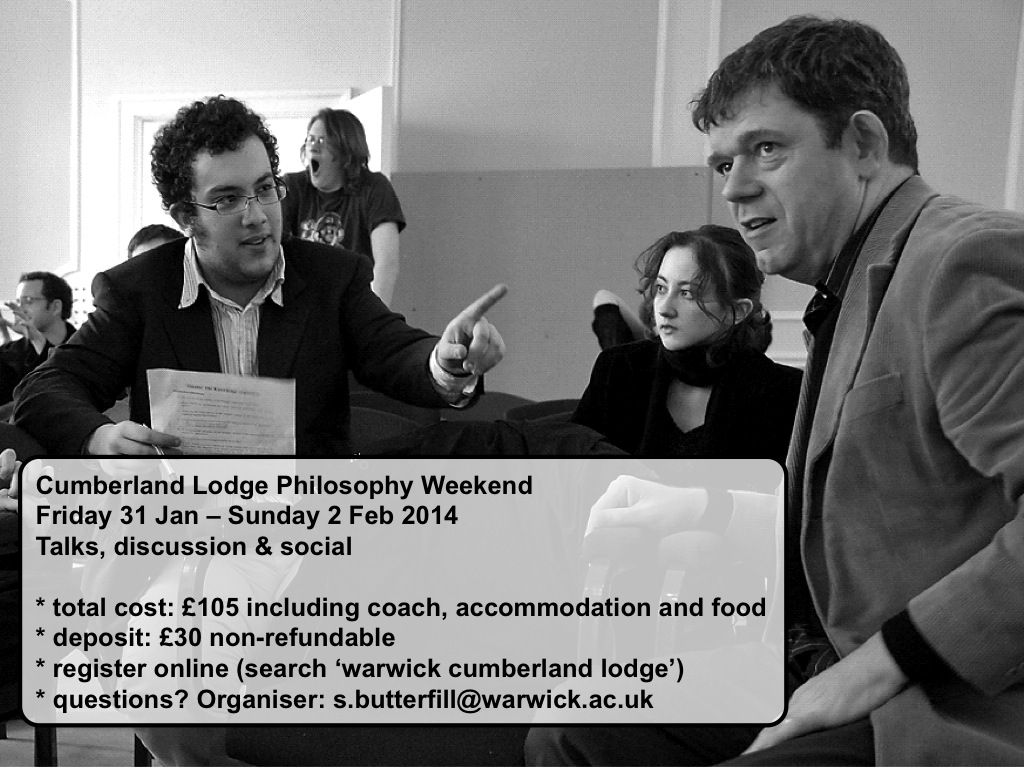 Cumberland Lodge Philosophy Weekend
Friday 31 Jan – Sunday 2 Feb 2014
Talks, discussion & social
* total cost: £105 including coach, accommodation and food
* deposit: £30 non-refundable
* register online (search ‘warwick cumberland lodge’)
* questions? Organiser: s.butterfill@warwick.ac.uk